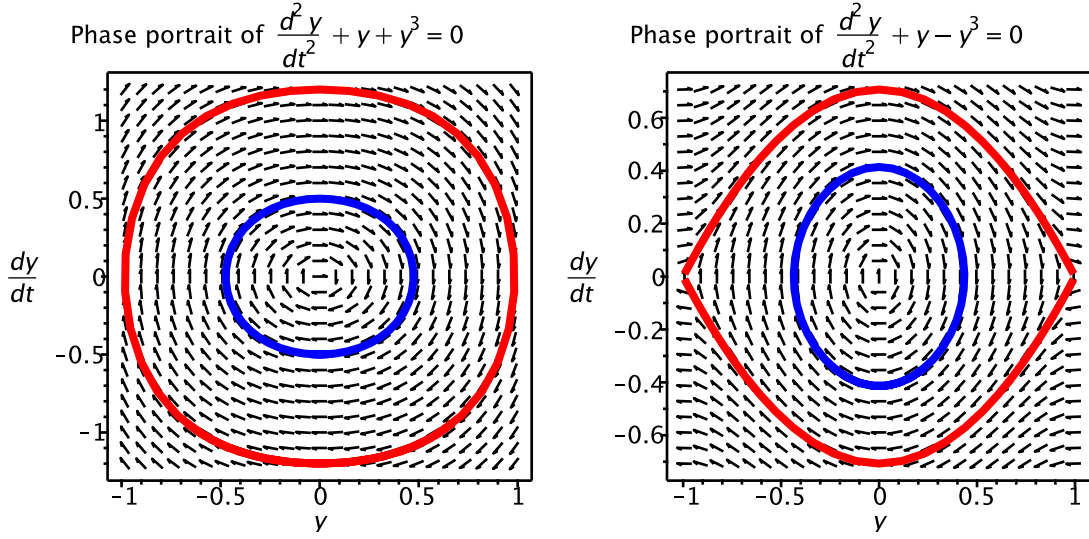 Phase portrait of d²y/dt² + y + y³ = 0
1
0.5
0
−0.5
−1
dy/dt
−1 −0.5 0 0.5 1
y
Phase portrait of d²y/dt² + y − y³ = 0
0.6
0.4
0.2
0
−0.2
−0.4
−0.6
dy/dt
−1 −0.5 0 0.5 1
y